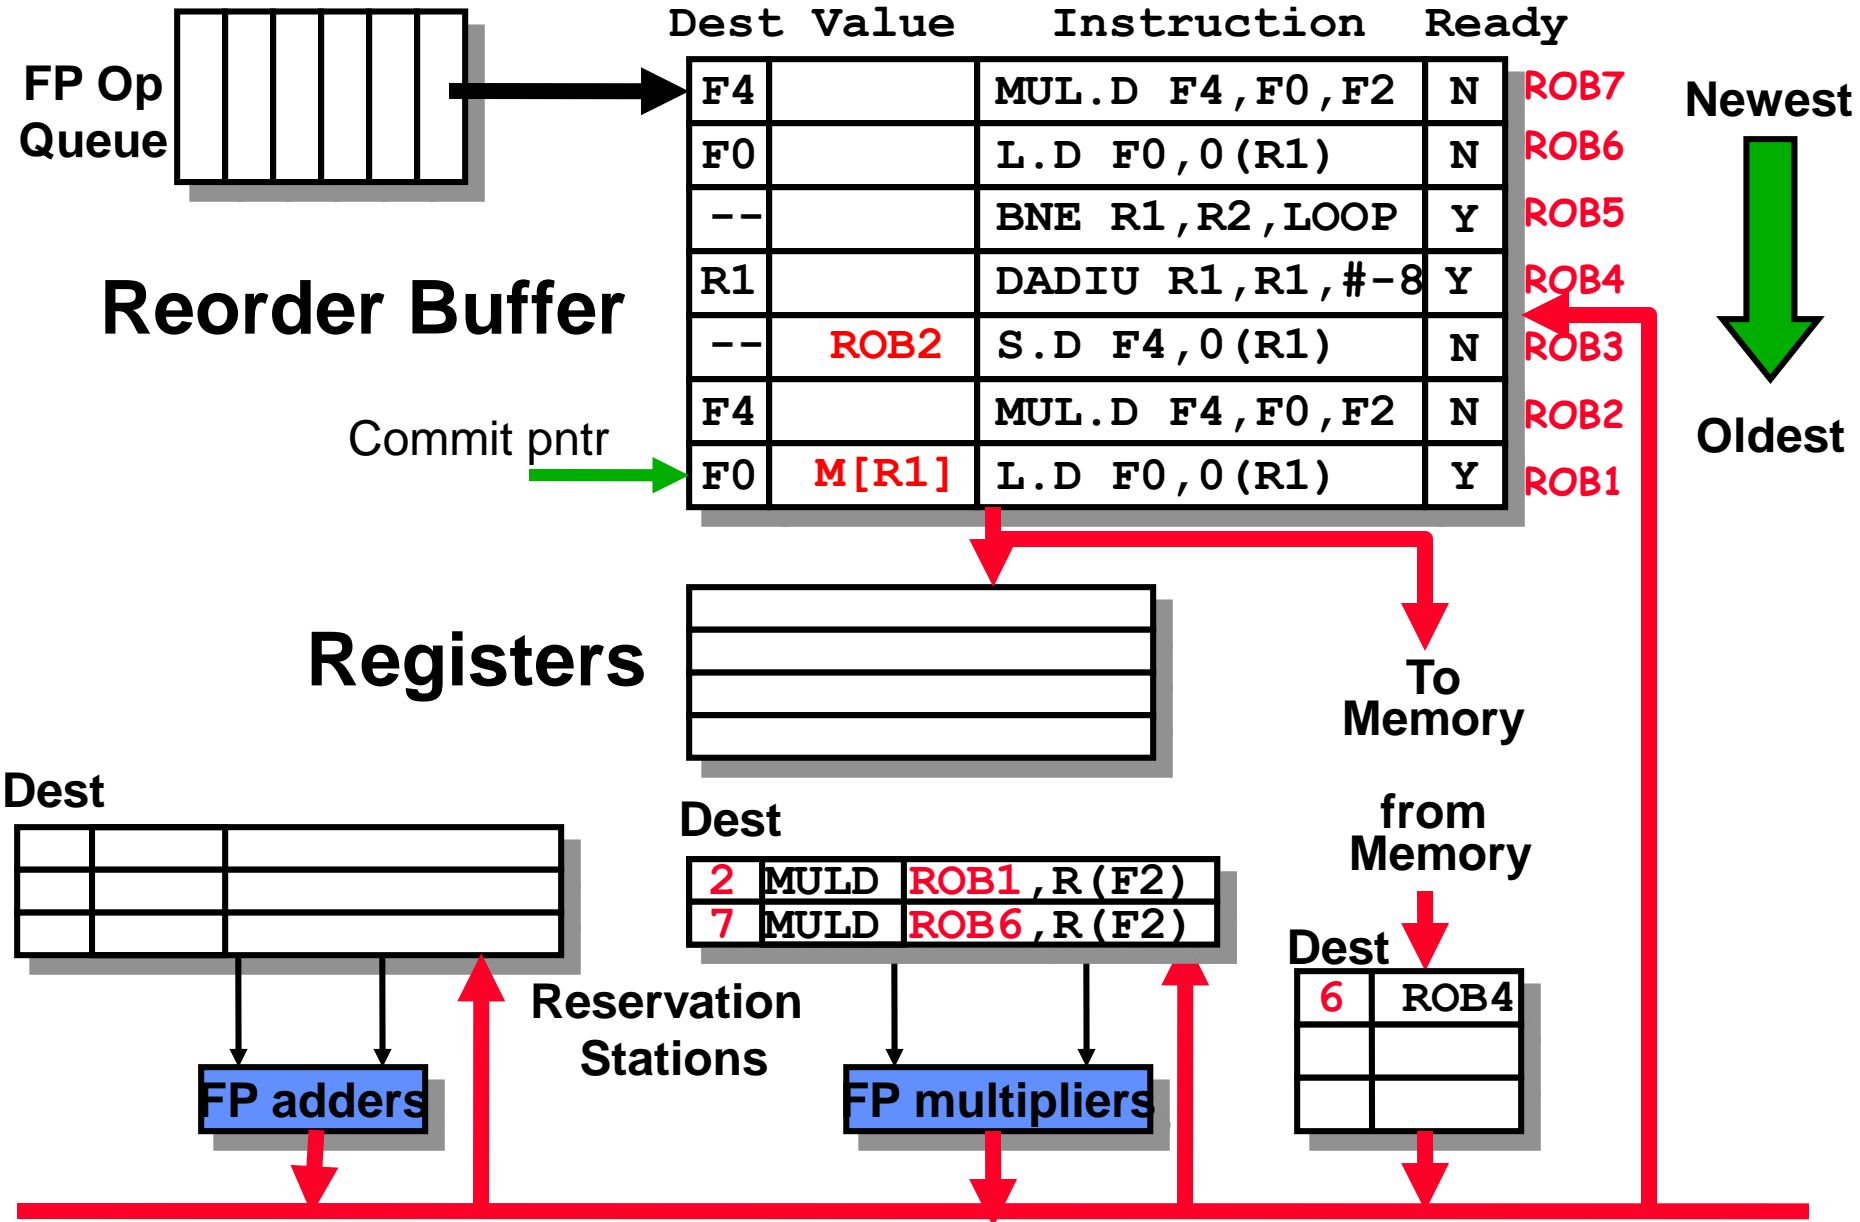 Dest Value Instruction Ready
FP Op
Queue
F4 MUL.D F4,F0,F2 N ROB7
F0 L.D F0,0(R1) N ROB6
-- BNE R1,R2,LOOP Y ROB5
R1 DADIU R1,R1,#-8 Y ROB4
-- ROB2 S.D F4,0(R1) N ROB3
F4 MUL.D F4,F0,F2 N ROB2
F0 M[R1] L.D F0,0(R1) Y ROB1
Newest
Oldest
Reorder Buffer
Commit pntr
Registers
To
Memory
from
Memory
Dest
Dest
2 MULD ROB1,R(F2)
7 MULD ROB6,R(F2)
Dest
6 ROB4
Reservation
Stations
FP adders
FP multipliers